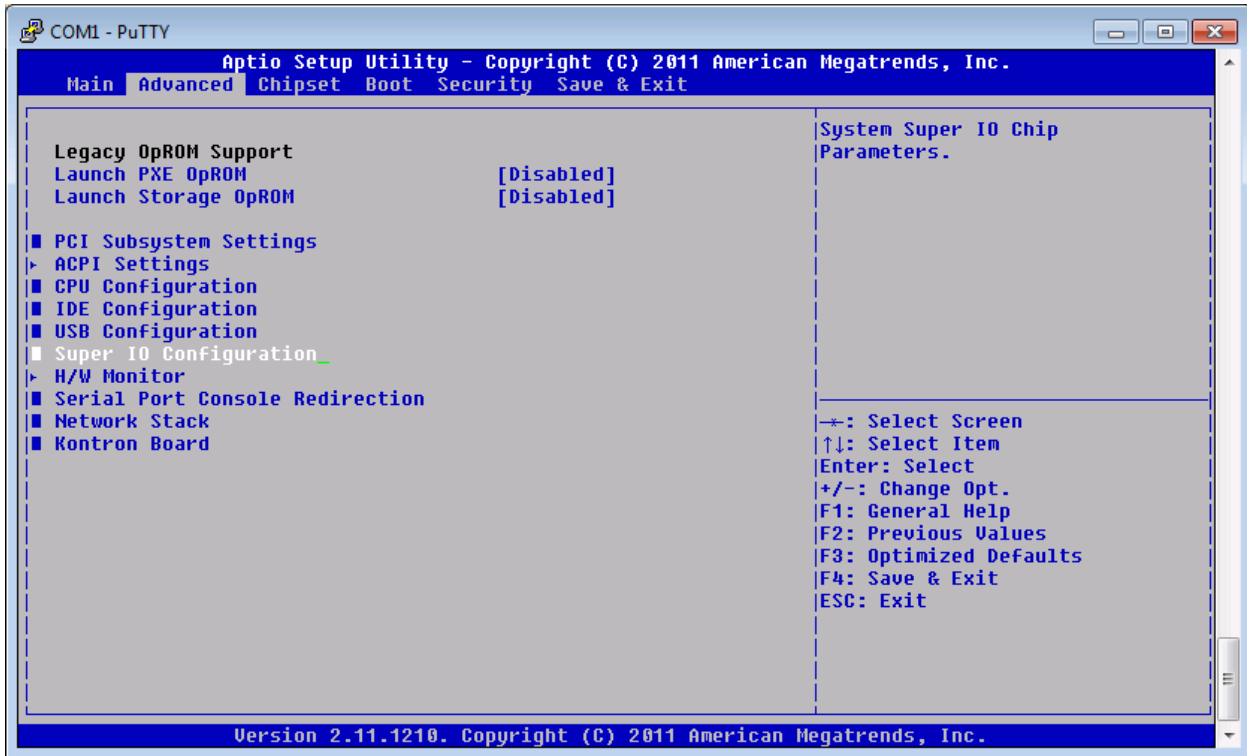 COM1 - PuTTY
Aptio Setup Utility - Copyright (C) 2011 American Megatrends, Inc.
Main Advanced Chipset Boot Security Save & Exit
System Super IO Chip
Legacy OpROM Support Parameters.
Launch PXE OpROM [Disabled]
Launch Storage OpROM [Disabled]
PCI Subsystem Settings
ACPI Settings
CPU Configuration
IDE Configuration
USB Configuration
Super IO Configuration_
H/W Monitor
Serial Port Console Redirection
Network Stack →←: Select Screen
Kontron Board ↑↓: Select Item
Enter: Select
+/-: Change Opt.
F1: General Help
F2: Previous Values
F3: Optimized Defaults
F4: Save & Exit
ESC: Exit
Version 2.11.1210. Copyright (C) 2011 American Megatrends, Inc.